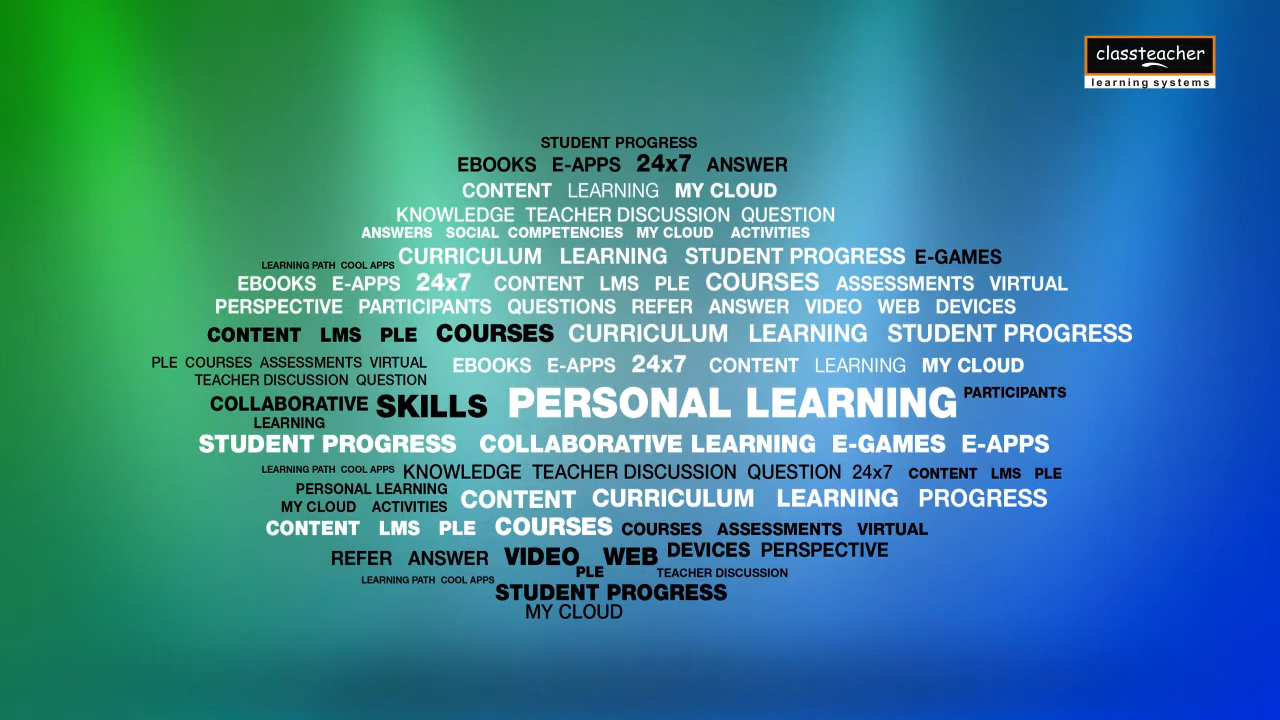 classteacher
learning systems
STUDENT PROGRESS
EBOOKS E-APPS 24x7 ANSWER
CONTENT LEARNING MY CLOUD
KNOWLEDGE TEACHER DISCUSSION QUESTION
ANSWERS SOCIAL COMPETENCIES MY CLOUD ACTIVITIES
LEARNING PATH COOL APPS CURRICULUM LEARNING STUDENT PROGRESS E-GAMES
EBOOKS E-APPS 24x7 CONTENT LMS PLE COURSES ASSESSMENTS VIRTUAL
PERSPECTIVE PARTICIPANTS QUESTIONS REFER ANSWER VIDEO WEB DEVICES
CONTENT LMS PLE COURSES CURRICULUM LEARNING STUDENT PROGRESS
PLE COURSES ASSESSMENTS VIRTUAL EBOOKS E-APPS 24x7 CONTENT LEARNING MY CLOUD
TEACHER DISCUSSION QUESTION
COLLABORATIVE SKILLS PERSONAL LEARNING PARTICIPANTS
LEARNING
STUDENT PROGRESS COLLABORATIVE LEARNING E-GAMES E-APPS
LEARNING PATH COOL APPS KNOWLEDGE TEACHER DISCUSSION QUESTION 24x7 CONTENT LMS PLE
PERSONAL LEARNING
MY CLOUD ACTIVITIES CONTENT CURRICULUM LEARNING PROGRESS
CONTENT LMS PLE COURSES COURSES ASSESSMENTS VIRTUAL
REFER ANSWER VIDEO WEB DEVICES PERSPECTIVE
PLE TEACHER DISCUSSION
LEARNING PATH COOL APPS STUDENT PROGRESS
MY CLOUD